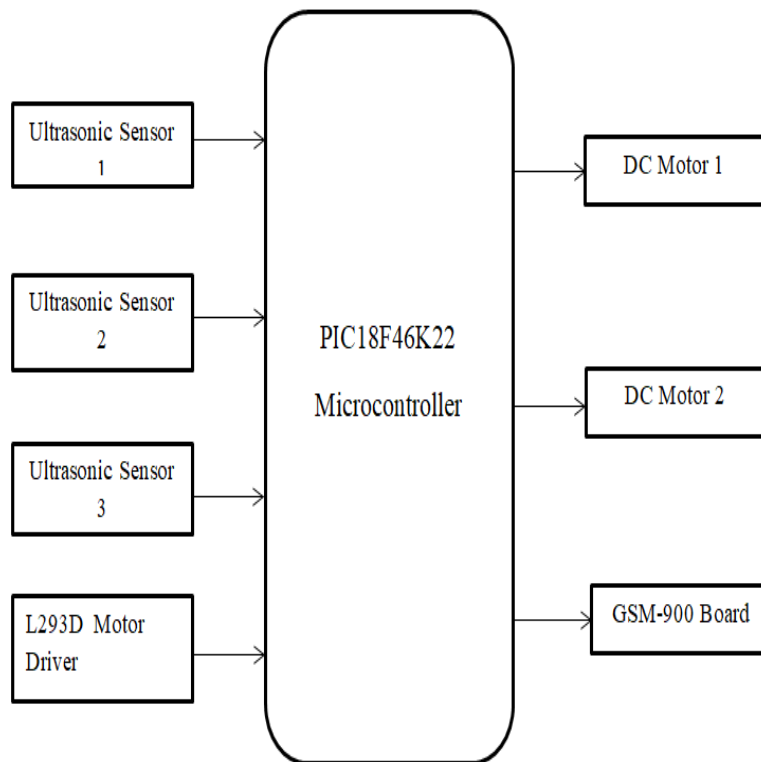 Ultrasonic Sensor
1
Ultrasonic Sensor
2
Ultrasonic Sensor
3
L293D Motor
Driver
PIC18F46K22
Microcontroller
DC Motor 1
DC Motor 2
GSM-900 Board